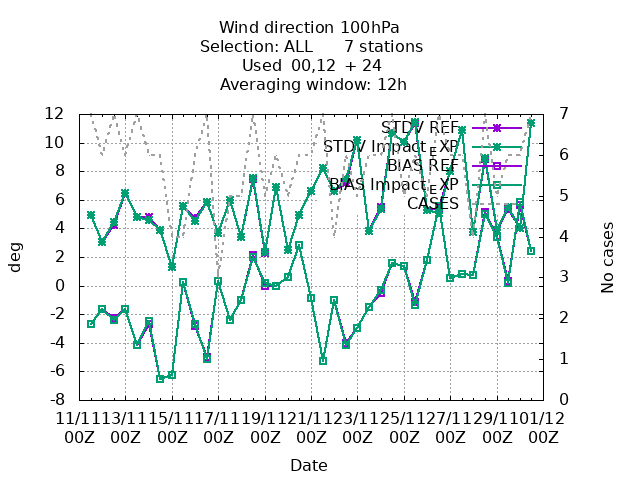 Wind direction 100hPa
Selection: ALL 7 stations
Used 00,12 + 24
Averaging window: 12h
12 7
STDV REF
10
STDV Impact_EXP
8 6
BIAS REF
BIAS Impact_EXP
6 5
CASES
4 4
2
0 3
-2 2
-4
-6 1
-8 0
deg
No cases
11/11 13/11 15/11 17/11 19/11 21/11 23/11 25/11 27/11 29/11 01/12
00Z 00Z 00Z 00Z 00Z 00Z 00Z 00Z 00Z 00Z 00Z
Date